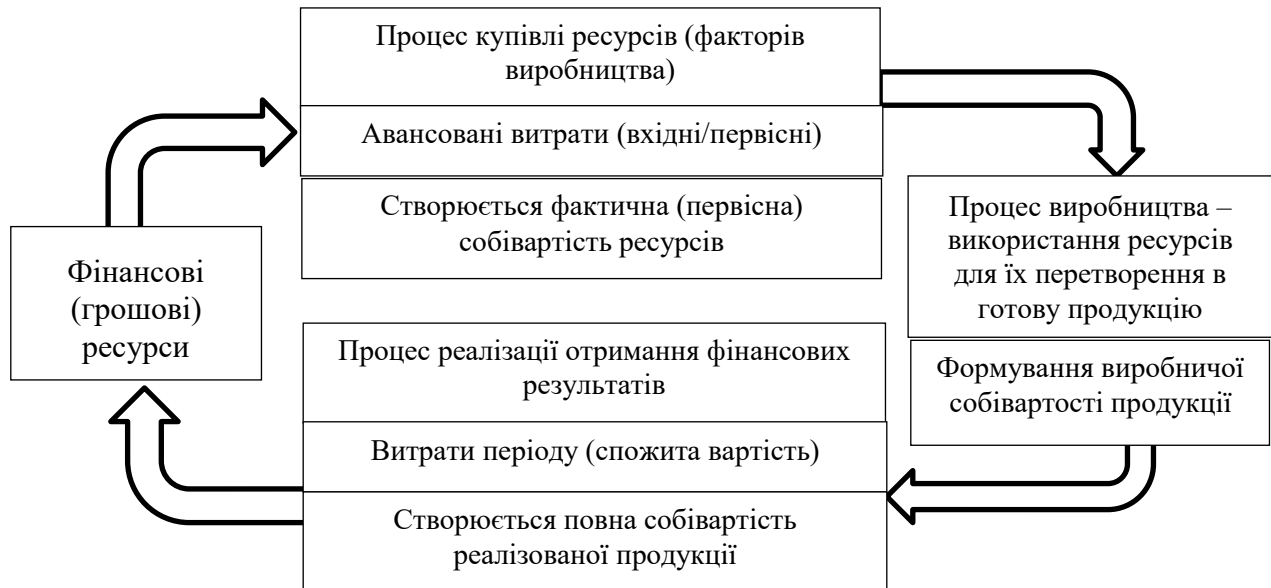 Процес купівлі ресурсів (факторів
виробництва)
Авансовані витрати (вхідні/первісні)
Створюється фактична (первісна)
собівартість ресурсів
Процес виробництва –
використання ресурсів
для їх перетворення в
готову продукцію
Формування виробничої
собівартості продукції
Процес реалізації отримання фінансових
результатів
Витрати періоду (спожита вартість)
Створюється повна собівартість
реалізованої продукції
Фінансові
(грошові)
ресурси